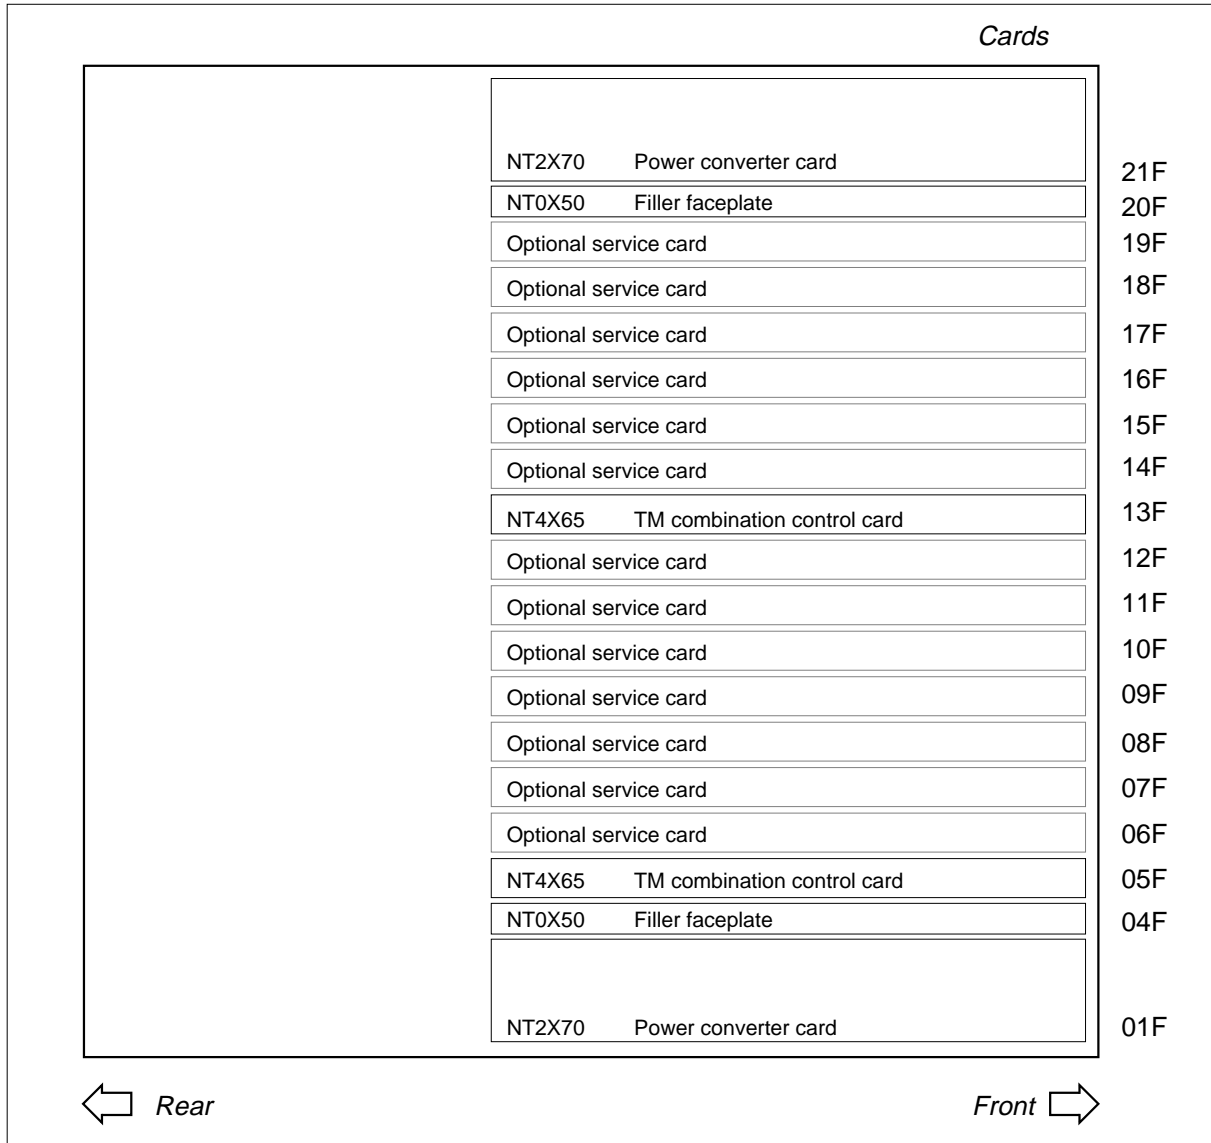 Cards
NT2X70 Power converter card 21F
NT0X50 Filler faceplate 20F
Optional service card 19F
Optional service card 18F
Optional service card 17F
Optional service card 16F
Optional service card 15F
Optional service card 14F
NT4X65 TM combination control card 13F
Optional service card 12F
Optional service card 11F
Optional service card 10F
Optional service card 09F
Optional service card 08F
Optional service card 07F
Optional service card 06F
NT4X65 TM combination control card 05F
NT0X50 Filler faceplate 04F
NT2X70 Power converter card 01F
Rear Front